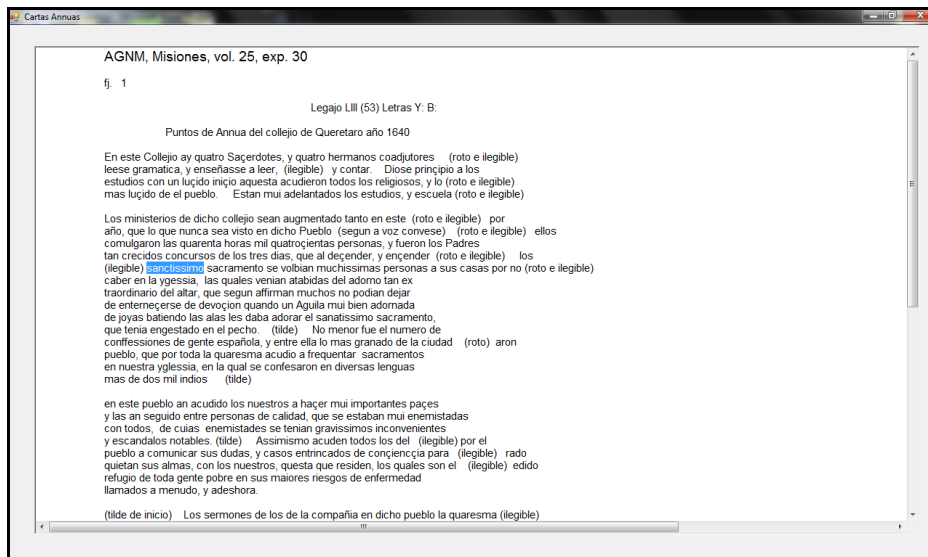 Cartas Annuas
AGNM, Misiones, vol. 25, exp. 30
fj. 1
Legajo LIII (53) Letras Y: B:
Puntos de Annua del collejio de Queretaro año 1640
En este Collejio ay quatro Saçerdotes, y quatro hermanos coadjutores (roto e ilegible)
leese gramatica, y enseñasse a leer, (ilegible) y contar. Diose prinçipio a los
estudios con un luçido iniçio aquesta acudieron todos los religiosos, y lo (roto e ilegible)
mas luçido de el pueblo. Estan mui adelantados los estudios, y escuela (roto e ilegible)
Los ministerios de dicho collejio sean augmentado tanto en este (roto e ilegible) por
año, que lo que nunca sea visto en dicho Pueblo (segun a voz convese) (roto e ilegible) ellos
comulgaron las quarenta horas mil quatroçientas personas, y fueron los Padres
tan crecidos concursos de los tres dias, que al deçender, y ençender (roto e ilegible) los
(ilegible) sanctissimo sacramento se volbian muchissimas personas a sus casas por no (roto e ilegible)
caber en la ygessia, las quales venian atabidas del adorno tan ex
traordinario del altar, que segun affirman muchos no podian dejar
de enterneçerse de devoçion quando un Aguila mui bien adornada
de joyas batiendo las alas les daba adorar el sanatissimo sacramento,
que tenia engestado en el pecho. (tilde) No menor fue el numero de
conffessiones de gente española, y entre ella lo mas granado de la ciudad (roto) aron
pueblo, que por toda la quaresma acudio a frequentar sacramentos
en nuestra yglessia, en la qual se confesaron en diversas lenguas
mas de dos mil indios (tilde)
en este pueblo an acudido los nuestros a haçer mui importantes paçes
y las an seguido entre personas de calidad, que se estaban mui enemistadas
con todos, de cuias enemistades se tenian gravissimos inconvenientes
y escandalos notables. (tilde) Assimismo acuden todos los del (ilegible) por el
pueblo a comunicar sus dudas, y casos entrincados de conçiencçia para (ilegible) rado
quietan sus almas, con los nuestros, questa que residen, los quales son el (ilegible) edido
refugio de toda gente pobre en sus maiores riesgos de enfermedad
llamados a menudo, y adeshora.
(tilde de inicio) Los sermones de los de la compañia en dicho pueblo la quaresma (ilegible)